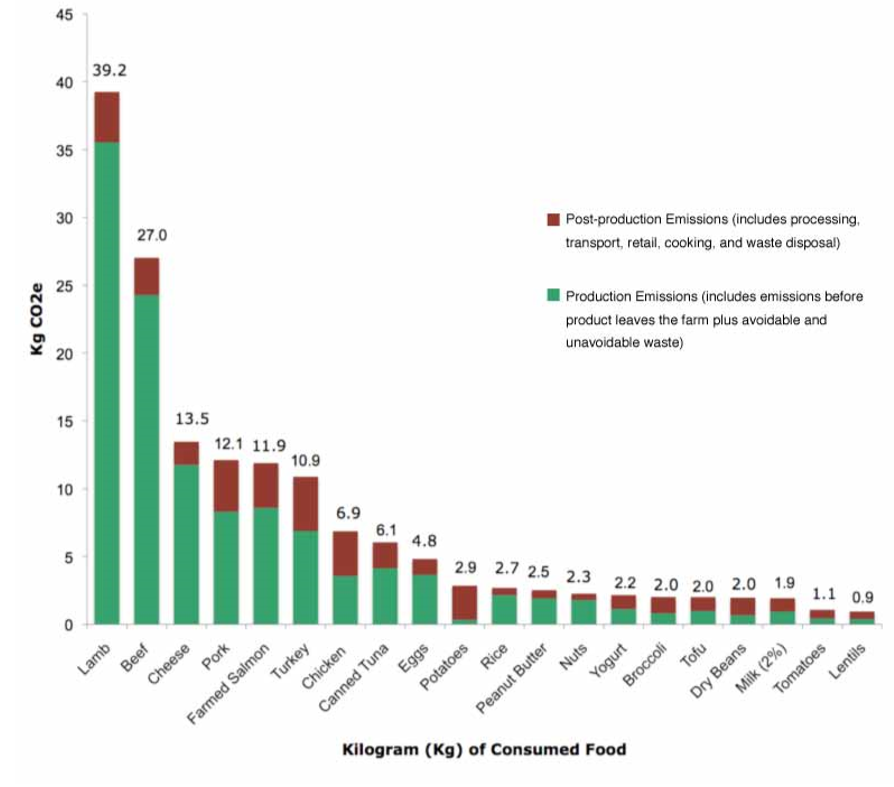 45
40
35
30
25
20
15
10
5
0
Kg CO2e
39.2
27.0
13.5
12.1
11.9
10.9
6.9
6.1
4.8
2.9
2.7
2.5
2.3
2.2
2.0
2.0
2.0
1.9
1.1
0.9
Post-production Emissions (includes processing,
transport, retail, cooking, and waste disposal)
Production Emissions (includes emissions before
product leaves the farm plus avoidable and
unavoidable waste)
Lamb
Beef
Cheese
Pork
Farmed Salmon
Turkey
Chicken
Canned Tuna
Eggs
Potatoes
Rice
Peanut Butter
Nuts
Yogurt
Broccoli
Tofu
Dry Beans
Milk (2%)
Tomatoes
Lentils
Kilogram (Kg) of Consumed Food